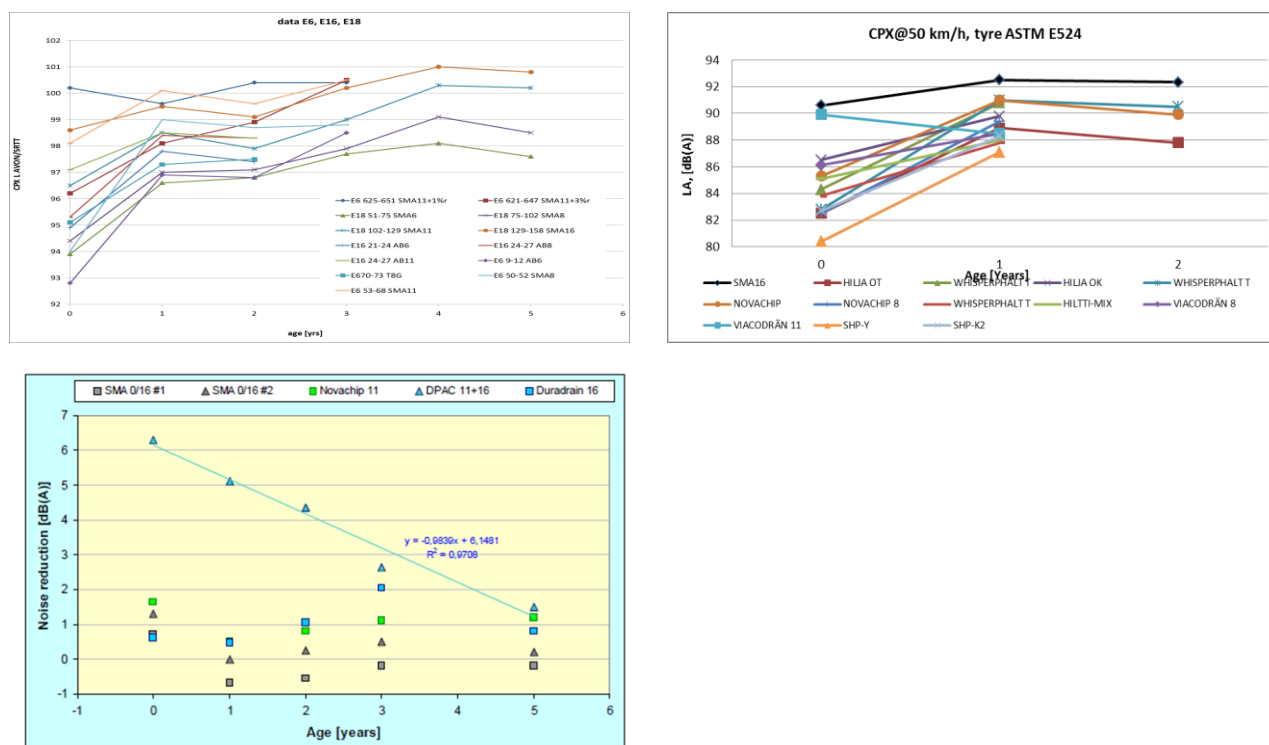 data E6, E16, E18
CPX L AVON/SRTT
102
101
100
99
98
97
96
95
94
93
92
E6 625-651 SMA11+1%r
E6 621-647 SMA11+3%r
E18 51-75 SMA6
E18 75-102 SMA8
E18 102-129 SMA11
E18 129-158 SMA16
E16 21-24 AB6
E16 24-27 AB8
E16 24-27 AB11
E6 9-12 AB6
E670-73 T8G
E6 50-52 SMA8
E6 53-68 SMA11
0 1 2 3 4 5 6
age [yrs]
CPX@50 km/h, tyre ASTM E524
LA, [dB(A)]
94
92
90
88
86
84
82
80
0 1 2
Age [Years]
SMA16 HILJA OT WHISPERPHALT T HILJA OK WHISPERPHALT T
NOVACHIP NOVACHIP 8 WHISPERPHALT T HILTTI-MIX VIACODRÄN 8
VIACODRÄN 11 SHP-Y SHP-K2
SMA 0/16 #1 SMA 0/16 #2 Novachip 11 DPAC 11+16 Duradrain 16
Noise reduction [dB(A)]
7
6
5
4
3
2
1
0
-1
y = -0,9839x + 6,1481
R² = 0,9708
-1 0 1 2 3 4 5 6
Age [years]